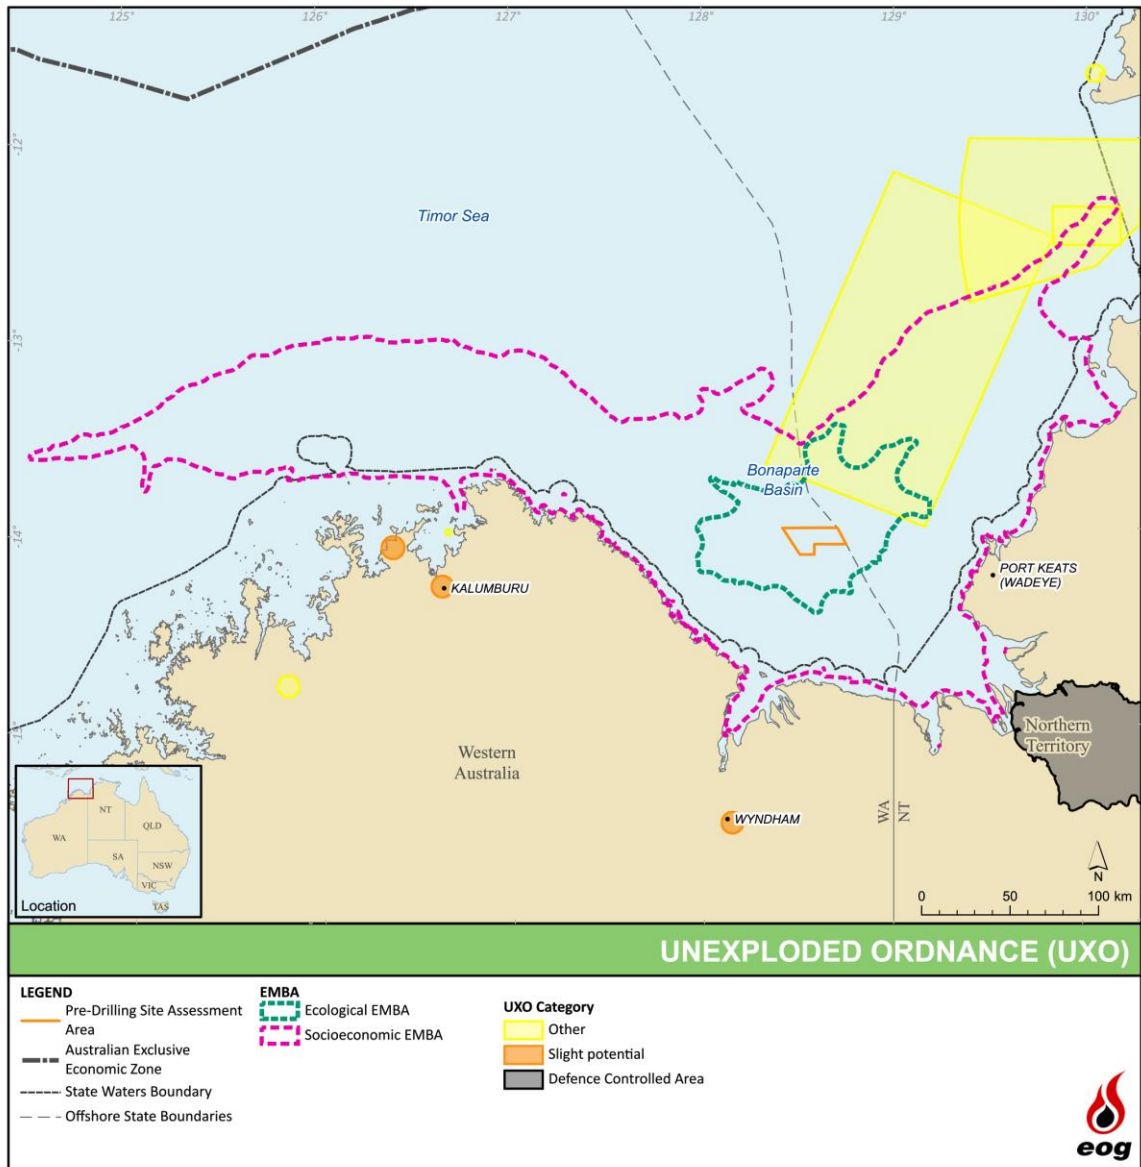 125°
126°
127°
128°
129°
130°
-12°
Timor Sea
-13°
Bonaparte
Basin
-14°
PORT KEATS
(WADEYE)
KALUMBURU
Northern
Territory
Western
Australia
WA
NT
WYNDHAM
NT
WA
QLD
SA
NSW
VIC
TAS
Location
N
0 50 100 km
UNEXPLODED ORDNANCE (UXO)
LEGEND
Pre-Drilling Site Assessment
Area
Australian Exclusive
Economic Zone
State Waters Boundary
Offshore State Boundaries
EMBA
Ecological EMBA
Socioeconomic EMBA
UXO Category
Other
Slight potential
Defence Controlled Area
eog